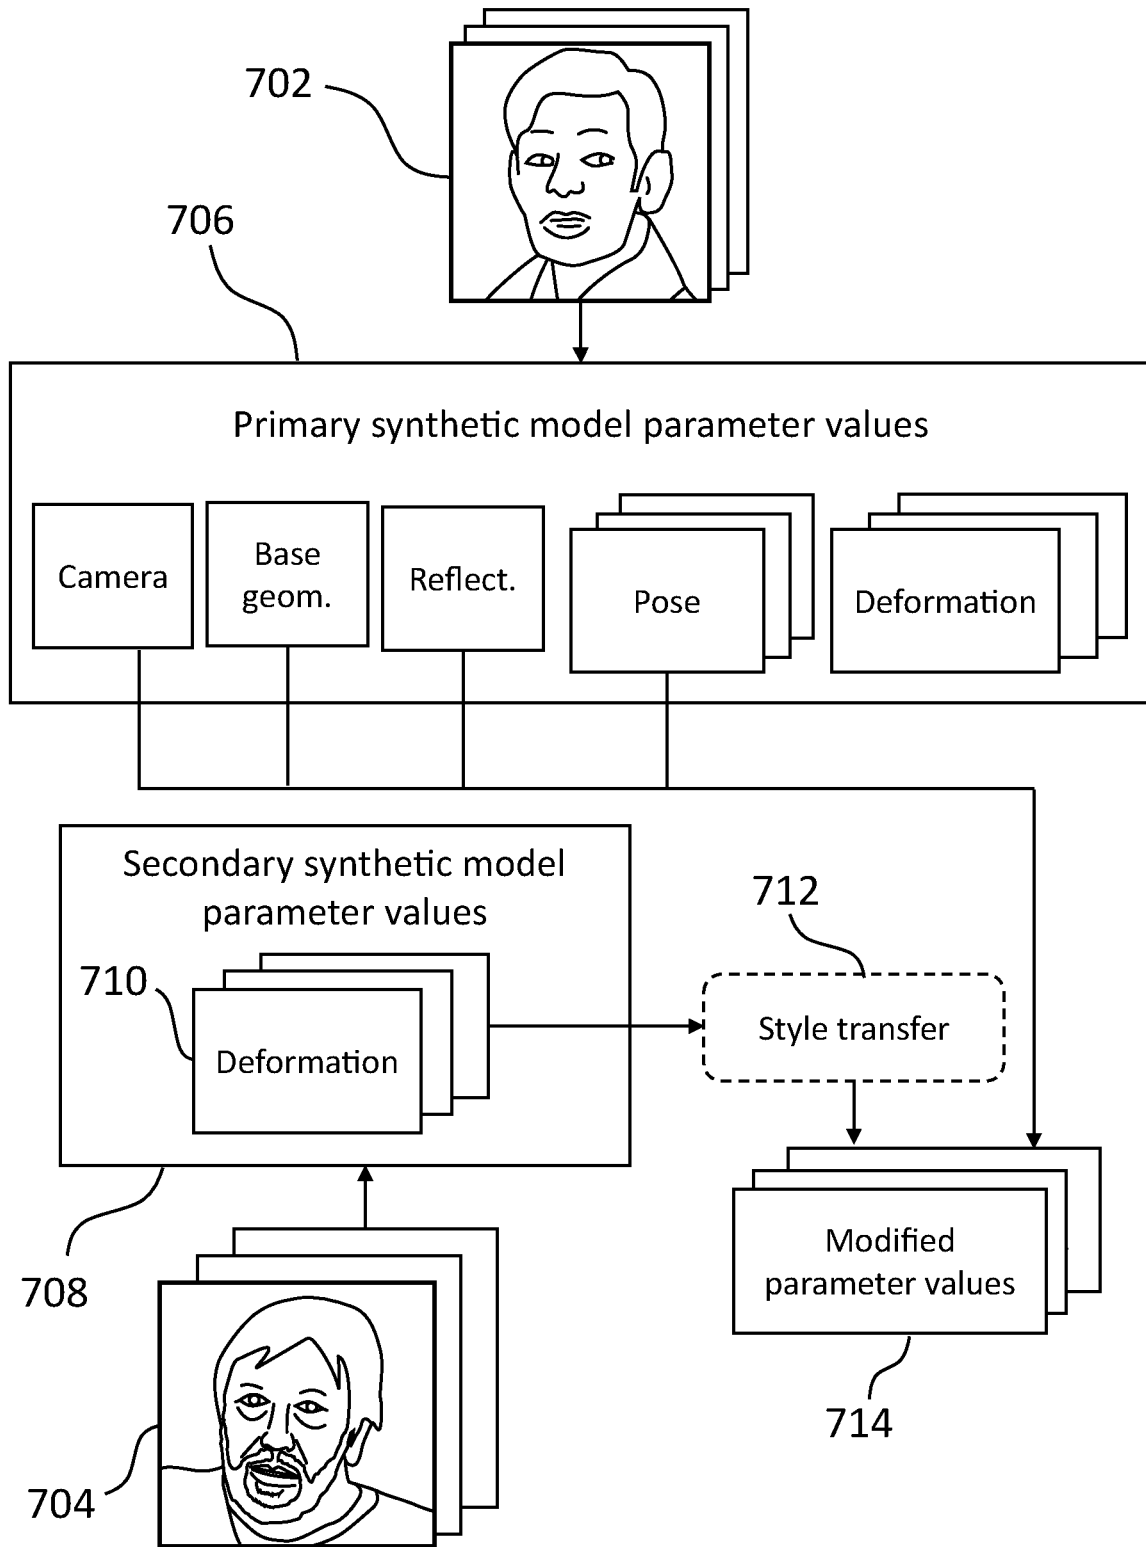 702
706
Primary synthetic model parameter values
Camera
Base
geom.
Reflect.
Pose
Deformation
Secondary synthetic model
parameter values
712
710
Deformation
Style transfer
708
Modified
parameter values
714
704